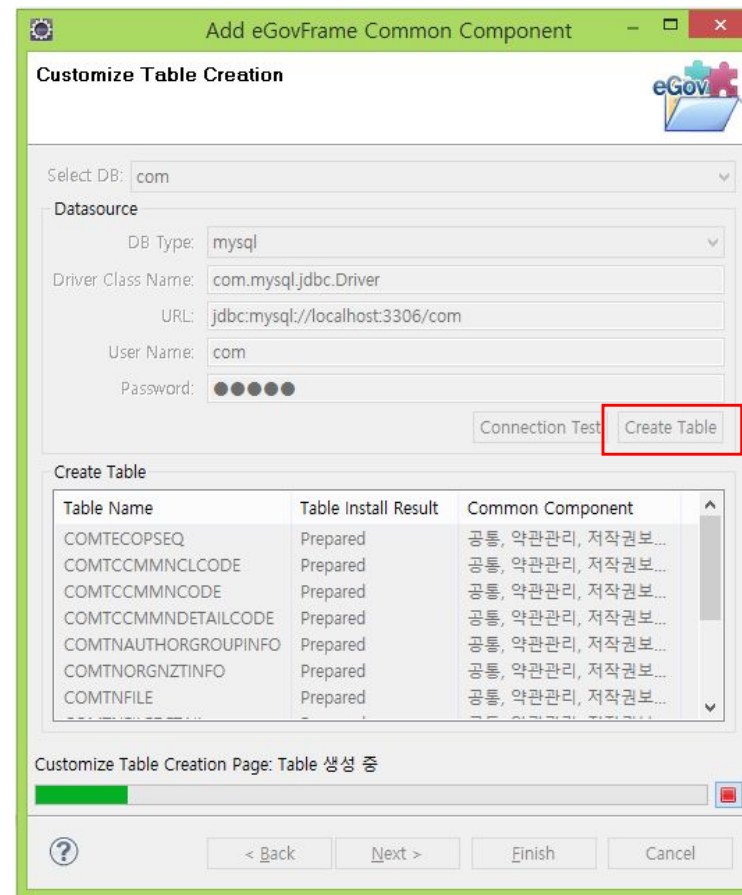 Add eGovFrame Common Component
Customize Table Creation
eGov
Select DB: com
Datasource
DB Type: mysql
Driver Class Name: com.mysql.jdbc.Driver
URL: jdbc:mysql://localhost:3306/com
User Name: com
Password: ●●●●●
Connection Test Create Table
Create Table
Table Name Table Install Result Common Component
COMTECOPSEQ Prepared 공통, 약관관리, 저작권보...
COMTCCMMNCLCODE Prepared 공통, 약관관리, 저작권보...
COMTCCMMNCODE Prepared 공통, 약관관리, 저작권보...
COMTCCMMNDETAILCODE Prepared 공통, 약관관리, 저작권보...
COMTNAUTHORGROUPINFO Prepared 공통, 약관관리, 저작권보...
COMTNORGNZTINFO Prepared 공통, 약관관리, 저작권보...
COMTNFILE Prepared 공통, 약관관리, 저작권보...
Customize Table Creation Page: Table 생성 중
< Back Next > Finish Cancel